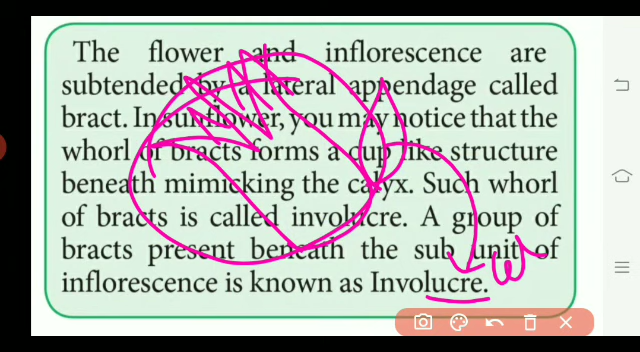 The flower and inflorescence are
subtended by a lateral appendage called
bract. In sunflower, you may notice that the
whorl of bracts forms a cup like structure
beneath mimicking the calyx. Such whorl
of bracts is called involucre. A group of
bracts present beneath the sub unit of
inflorescence is known as Involucre.